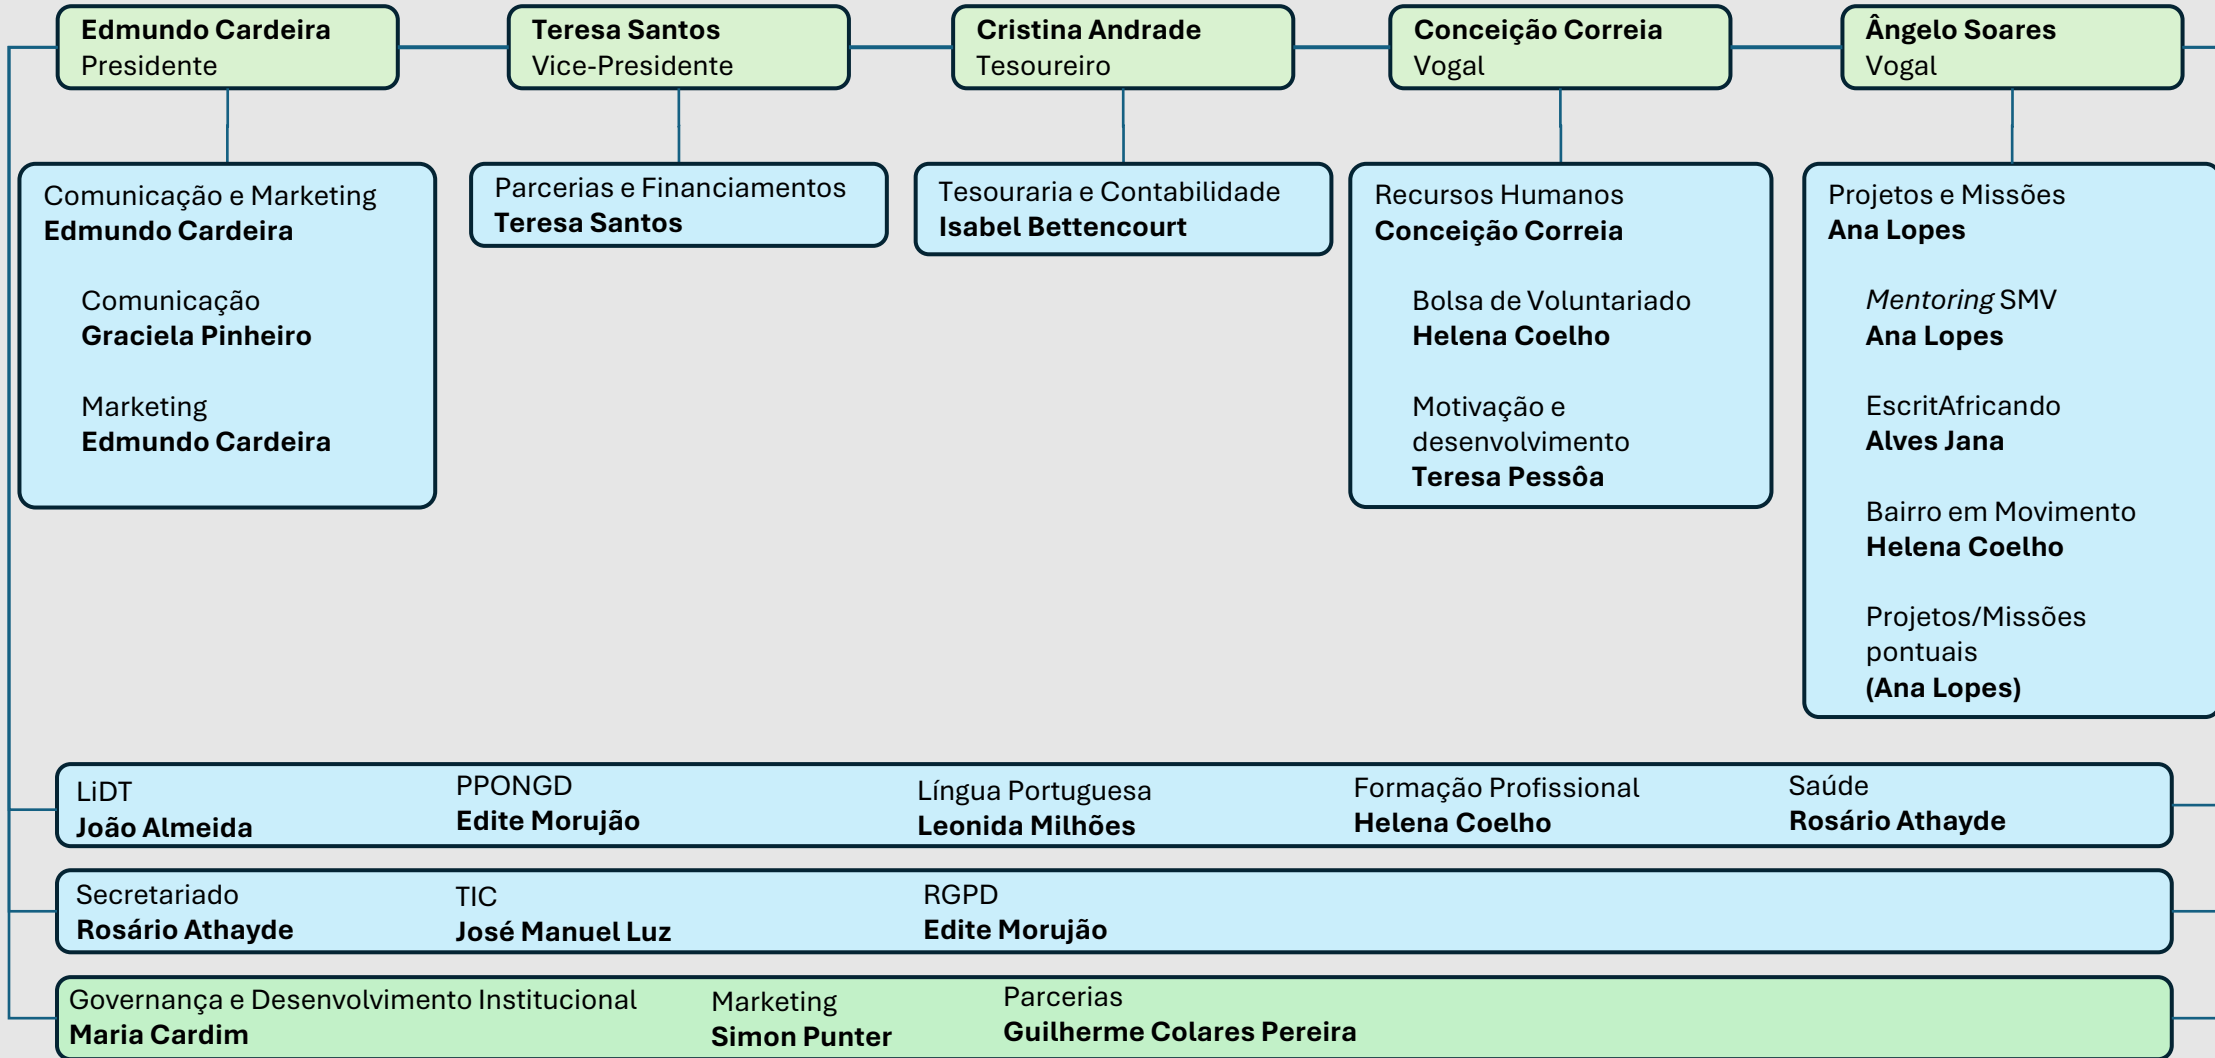 Edmundo Cardeira
Presidente
Teresa Santos
Vice-Presidente
Cristina Andrade
Tesoureiro
Conceição Correia
Vogal
Ângelo Soares
Vogal
Comunicação e Marketing
Edmundo Cardeira
Comunicação
Graciela Pinheiro
Marketing
Edmundo Cardeira
Parcerias e Financiamentos
Teresa Santos
Tesouraria e Contabilidade
Isabel Bettencourt
Recursos Humanos
Conceição Correia
Bolsa de Voluntariado
Helena Coelho
Motivação e
desenvolvimento
Teresa Pessôa
Projetos e Missões
Ana Lopes
Mentoring SMV
Ana Lopes
EscritAfricando
Alves Jana
Bairro em Movimento
Helena Coelho
Projetos/Missões
pontuais
(Ana Lopes)
LiDT
João Almeida
PPONGD
Edite Morujão
Língua Portuguesa
Leonida Milhões
Formação Profissional
Helena Coelho
Saúde
Rosário Athayde
Secretariado
Rosário Athayde
TIC
José Manuel Luz
RGPD
Edite Morujão
Governança e Desenvolvimento Institucional
Maria Cardim
Marketing
Simon Punter
Parcerias
Guilherme Colares Pereira